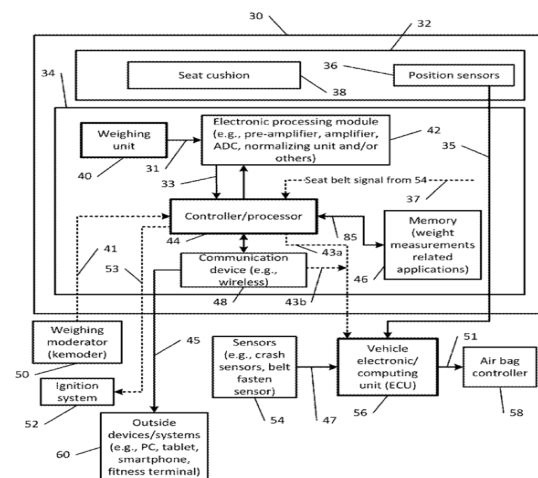 30
32
34
36
Seat cushion
Position sensors
38
Electronic processing module
(e.g., pre-amplifier, amplifier,
ADC, normalizing unit and/or
others)
42
Weighing
unit
31
40
35
33
Seat belt signal from 54
37
Controller/processor
44
85
41
43a
Memory
(weight
measurements
related
applications)
46
53
Communication
device (e.g.,
wireless)
48
43b
Weighing
moderator
(kemoder)
50
45
Sensors
(e.g., crash
sensors, belt
fasten
sensor)
54
47
Vehicle
electronic/
computing
unit (ECU)
56
51
Air bag
controller
58
Ignition
system
52
Outside
devices/systems
(e.g., PC, tablet,
smartphone,
fitness terminal)
60